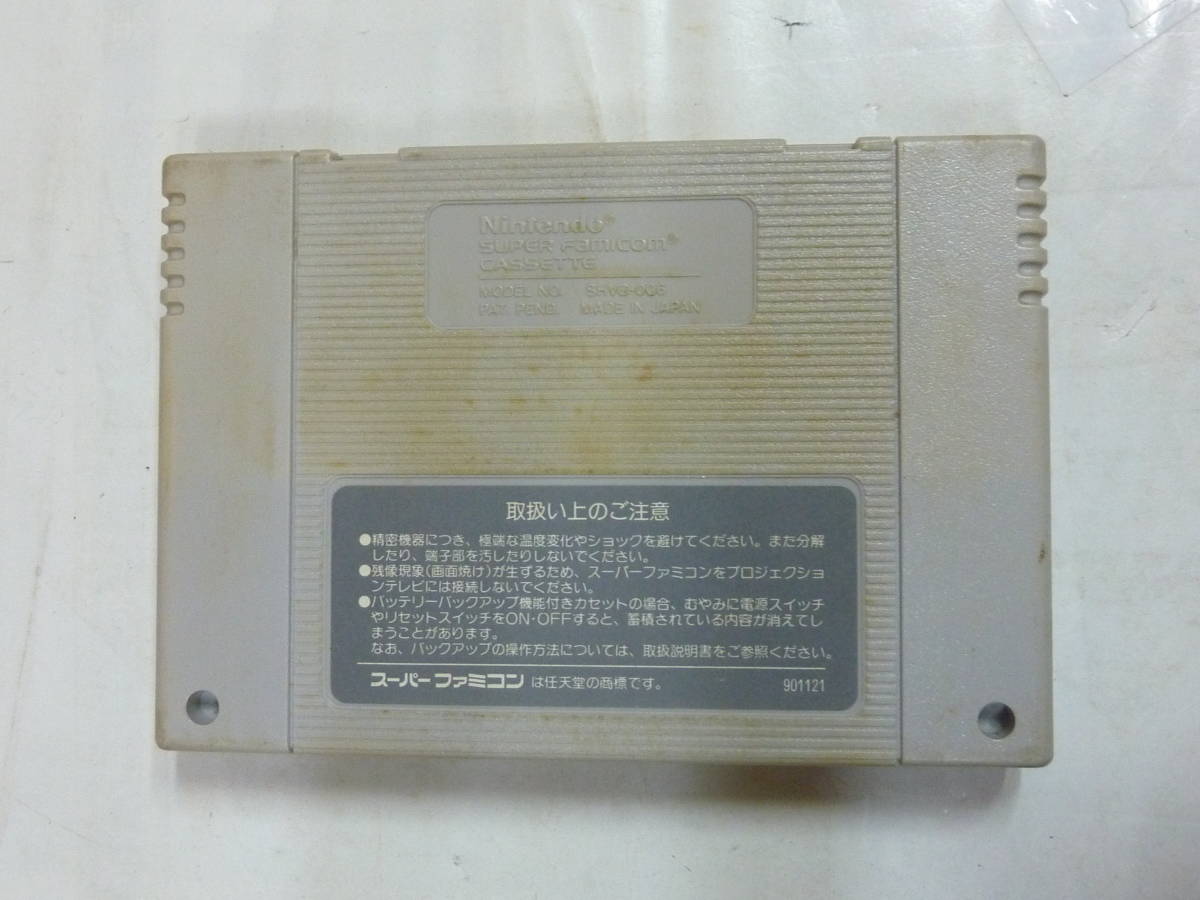 Nintendo®
SUPER FAMICOM®
CASSETTE
MODEL NO. SHVC-006
PAT. PEND. MADE IN JAPAN
取扱い上のご注意
●精密機器につき、極端な温度変化やショックを避けてください。また分解
したり、端子部を汚したりしないでください。
●残像現象(画面焼け)が生ずるため、スーパーファミコンをプロジェクショ
ンテレビには接続しないでください。
●バッテリーバックアップ機能付きカセットの場合、むやみに電源スイッチ
やリセットスイッチをON・OFFすると、蓄積されている内容が消えてし
まうことがあります。
なお、バックアップの操作方法については、取扱説明書をご参照ください。
スーパーファミコン は任天堂の商標です。 901121